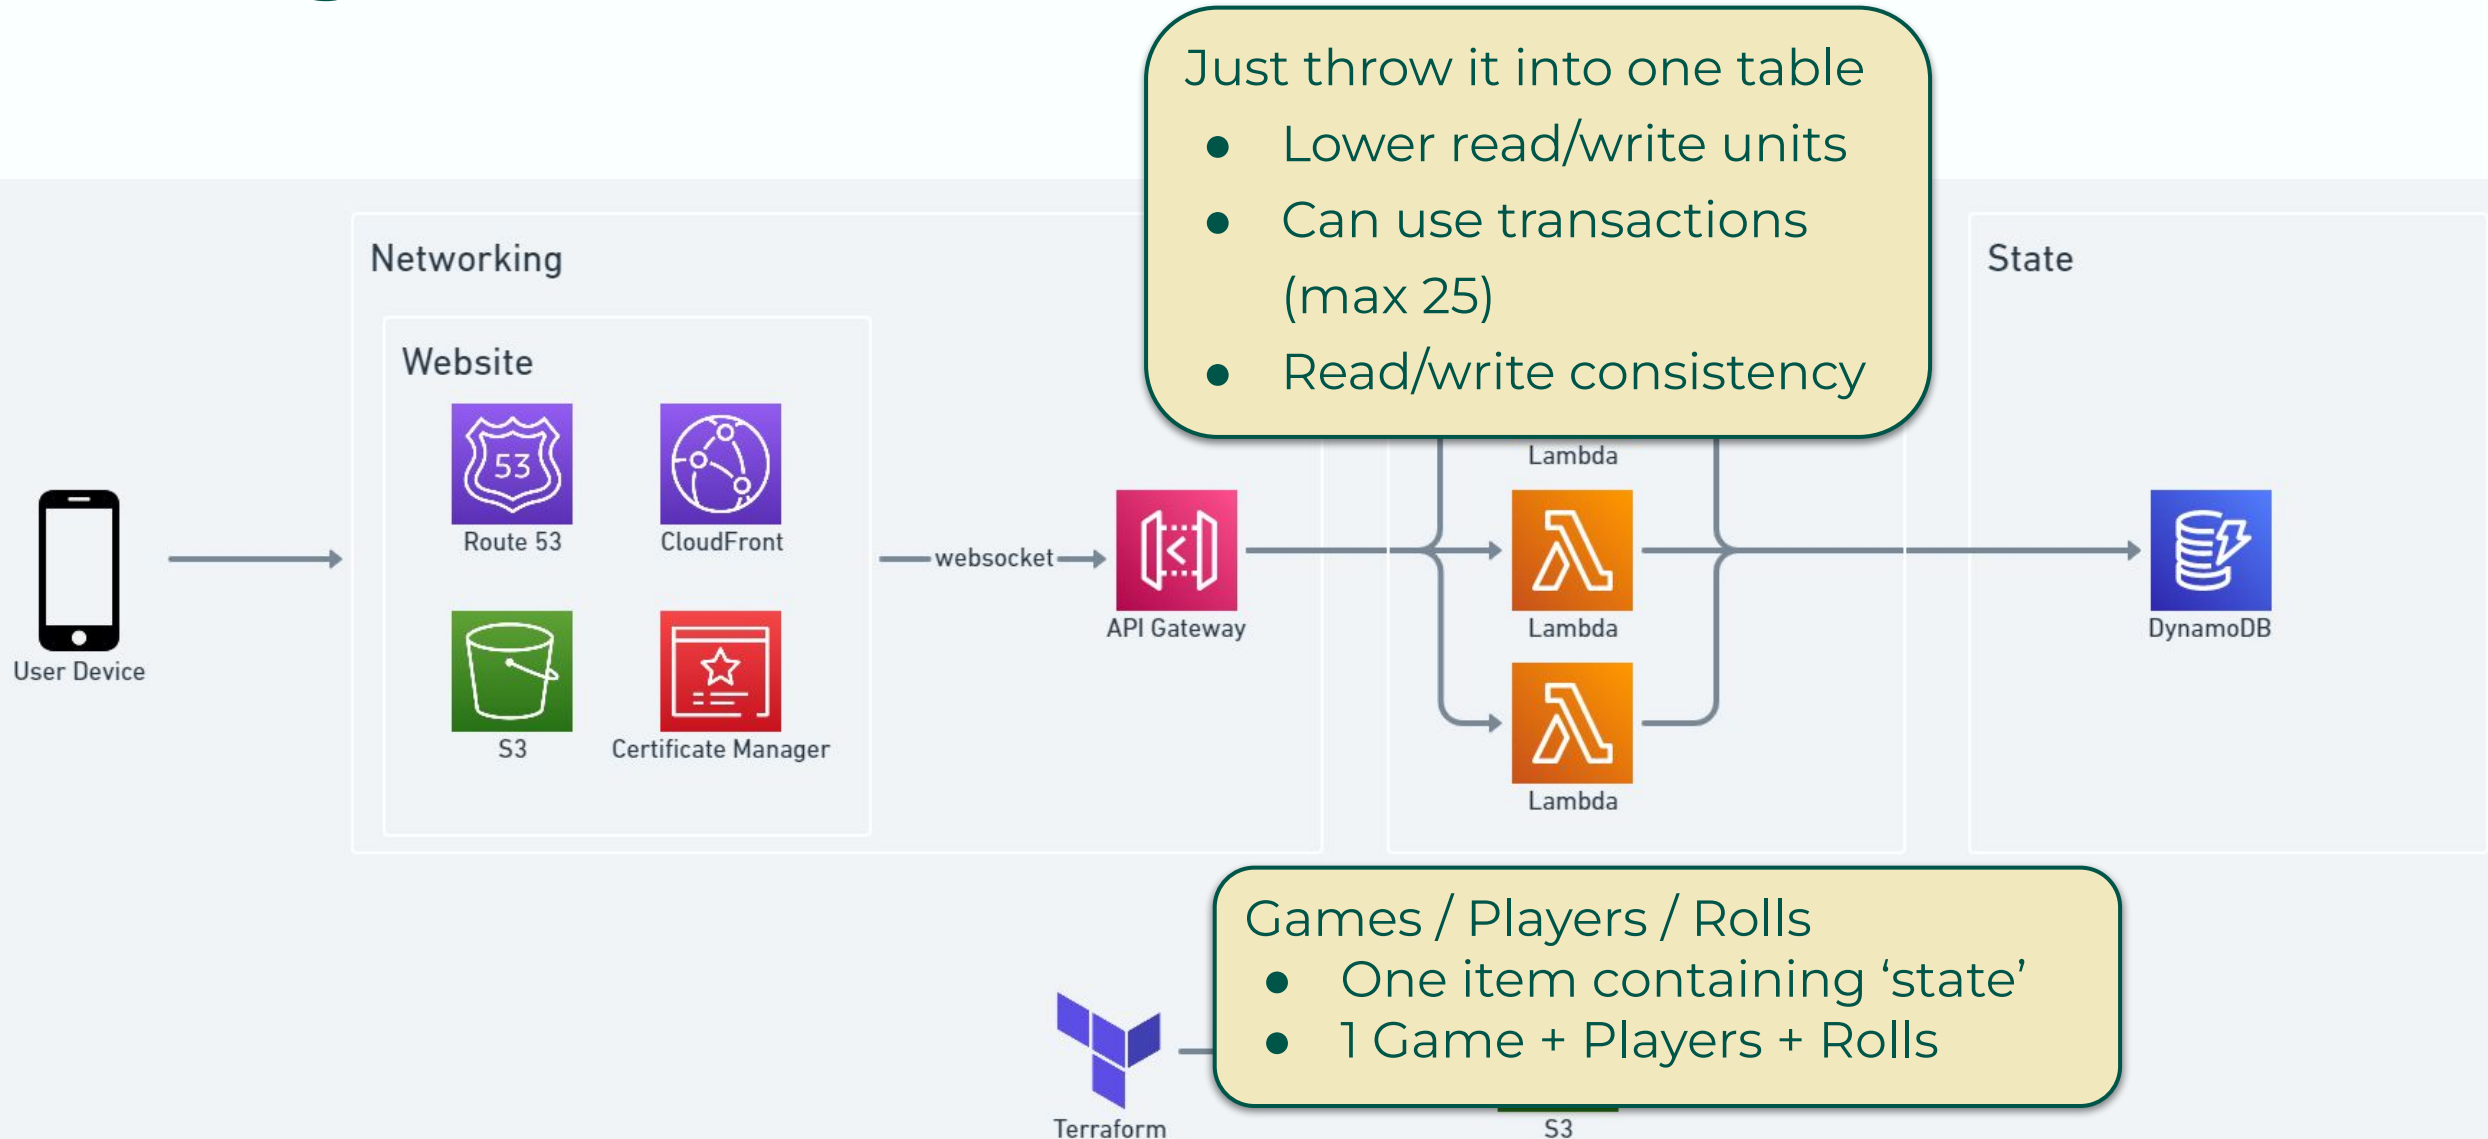 Just throw it into one table
● Lower read/write units
● Can use transactions
(max 25)
● Read/write consistency
Networking
State
Website
53
Route 53
CloudFront
S3
Certificate Manager
User Device
websocket
API Gateway
Lambda
Lambda
Lambda
DynamoDB
Games / Players / Rolls
● One item containing ‘state’
● 1 Game + Players + Rolls
Terraform
S3